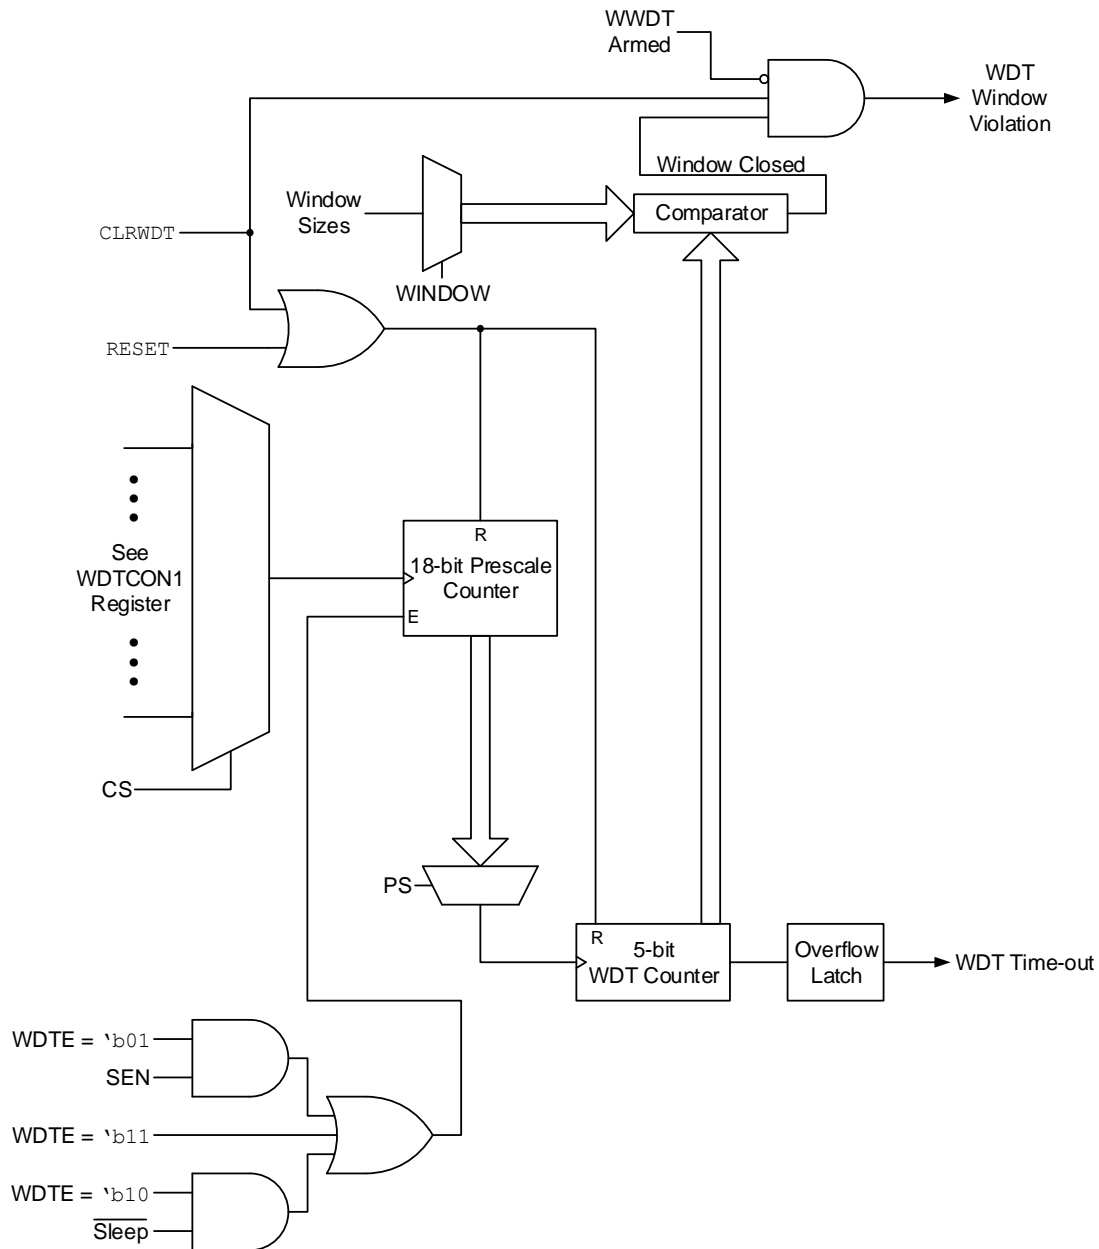 WWDT
Armed
WDT
Window
Violation
Window Closed
Window
Sizes
Comparator
CLRWDT
WINDOW
RESET
R
18-bit Prescale
Counter
E
See
WDTCON1
Register
CS
PS
R
5-bit
WDT Counter
Overflow
Latch
WDT Time-out
WDTE = ‘b01
SEN
WDTE = ‘b11
WDTE = ‘b10
Sleep